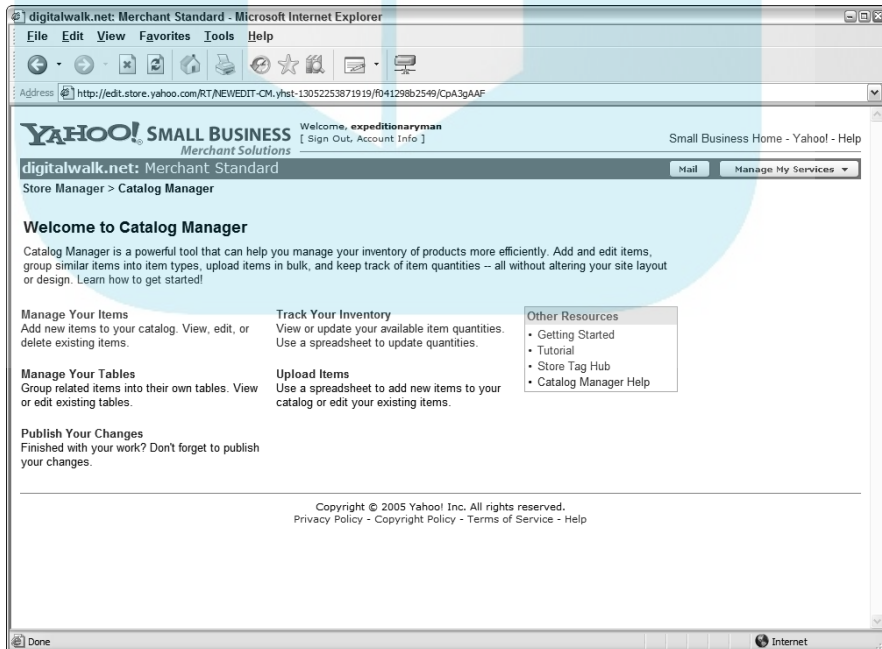 digitalwalk.net: Merchant Standard - Microsoft Internet Explorer
File Edit View Favorites Tools Help
Address http://edit.store.yahoo.com/RT/NEWEDIT-CM.yhst-13052253871919/f041298b2549/CpA3gAAF
YAHOO! SMALL BUSINESS
Merchant Solutions
Welcome, expeditionaryman
[ Sign Out, Account Info ]
Small Business Home - Yahoo! - Help
digitalwalk.net: Merchant Standard
Mail Manage My Services
Store Manager > Catalog Manager
Welcome to Catalog Manager
Catalog Manager is a powerful tool that can help you manage your inventory of products more efficiently. Add and edit items,
group similar items into item types, upload items in bulk, and keep track of item quantities -- all without altering your site layout
or design. Learn how to get started!
Manage Your Items
Add new items to your catalog. View, edit, or
delete existing items.
Manage Your Tables
Group related items into their own tables. View
or edit existing tables.
Publish Your Changes
Finished with your work? Don't forget to publish
your changes.
Track Your Inventory
View or update your available item quantities.
Use a spreadsheet to update quantities.
Upload Items
Use a spreadsheet to add new items to your
catalog or edit your existing items.
Other Resources
• Getting Started
• Tutorial
• Store Tag Hub
• Catalog Manager Help
Copyright © 2005 Yahoo! Inc. All rights reserved.
Privacy Policy - Copyright Policy - Terms of Service - Help
Done
Internet